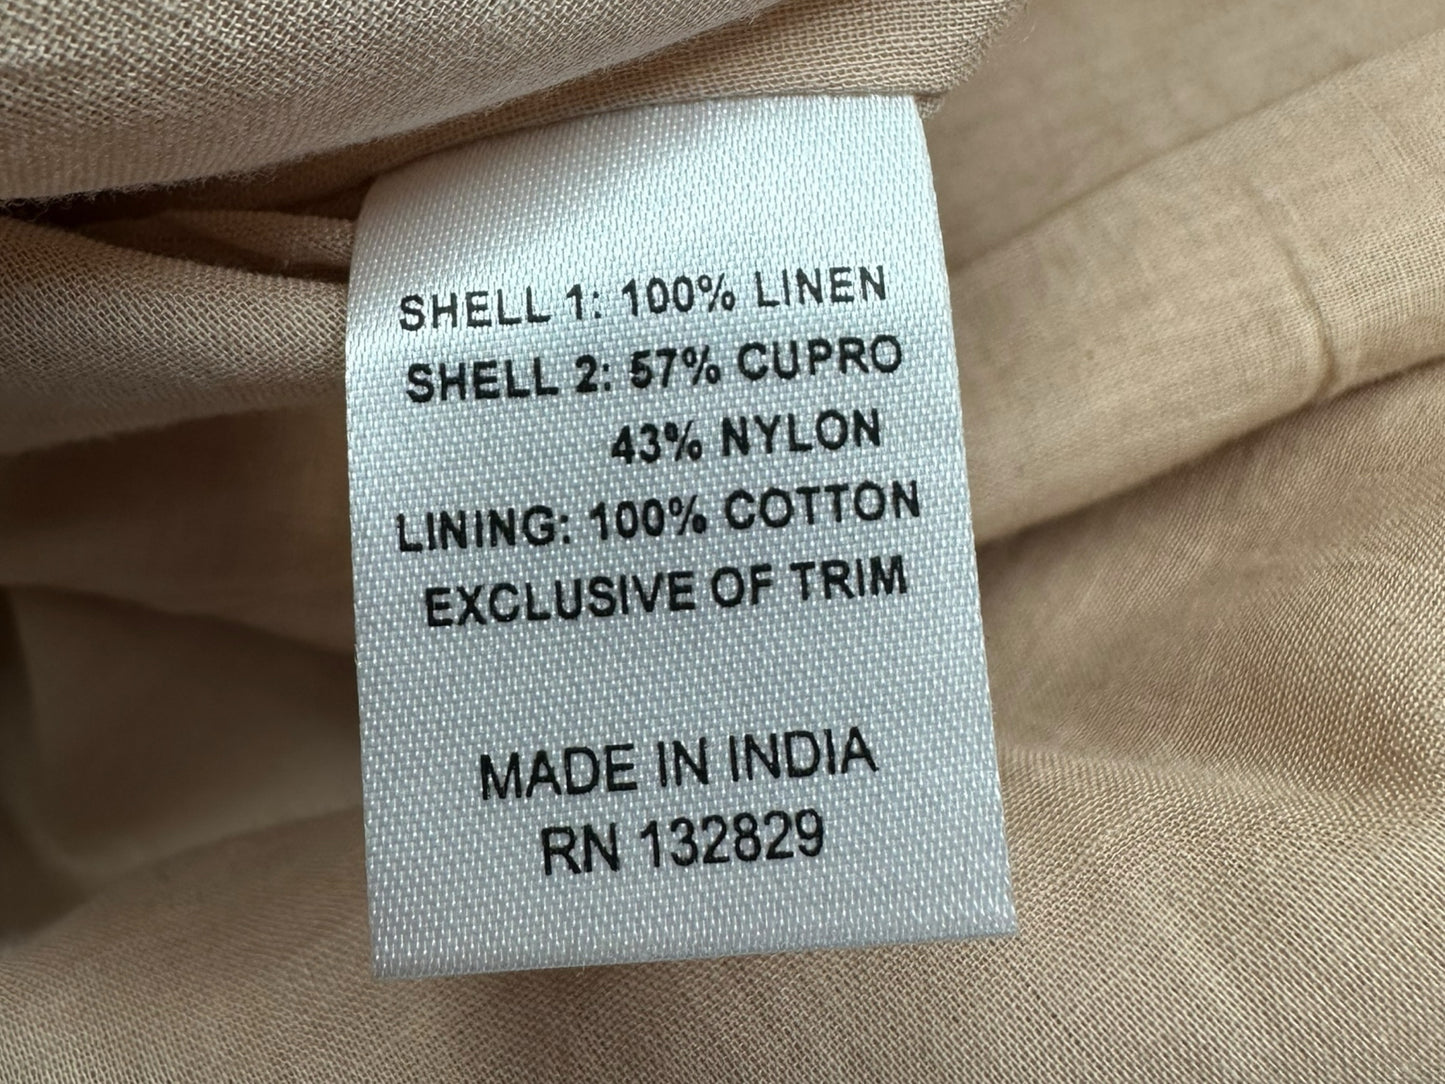 SHELL 1: 100% LINEN
SHELL 2: 57% CUPRO
43% NYLON
LINING: 100% COTTON
EXCLUSIVE OF TRIM
MADE IN INDIA
RN 132829